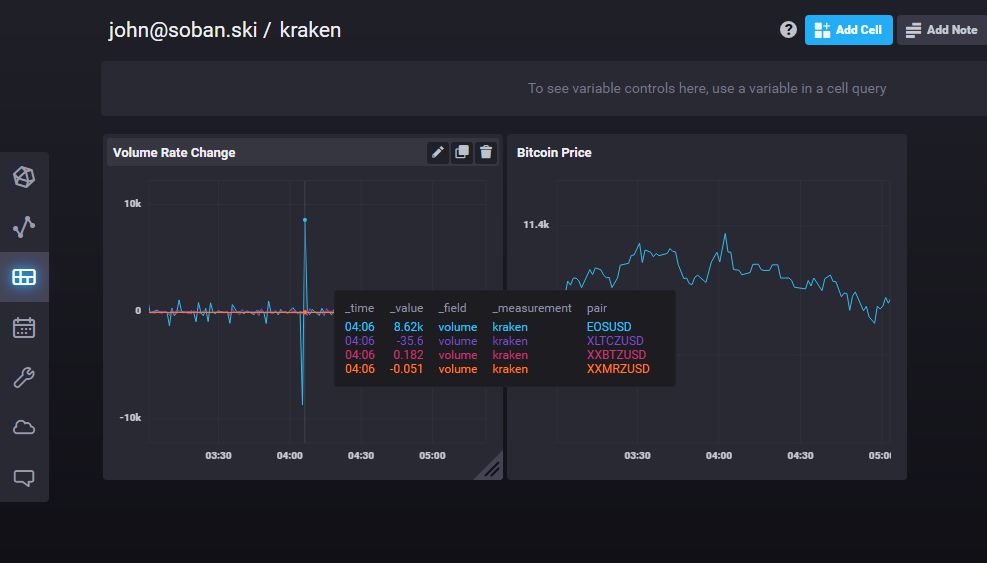 john@soban.ski / kraken
? Add Cell Add Note
To see variable controls here, use a variable in a cell query
Volume Rate Change
10k
0
-10k
03:30 04:00 04:30 05:00
Bitcoin Price
11.4k
03:30 04:00 04:30 05:00
_time _value _field _measurement pair
04:06 8.62k volume kraken EOSUSD
04:06 -35.6 volume kraken XLTCZUSD
04:06 0.182 volume kraken XXBTZUSD
04:06 -0.051 volume kraken XXMRZUSD